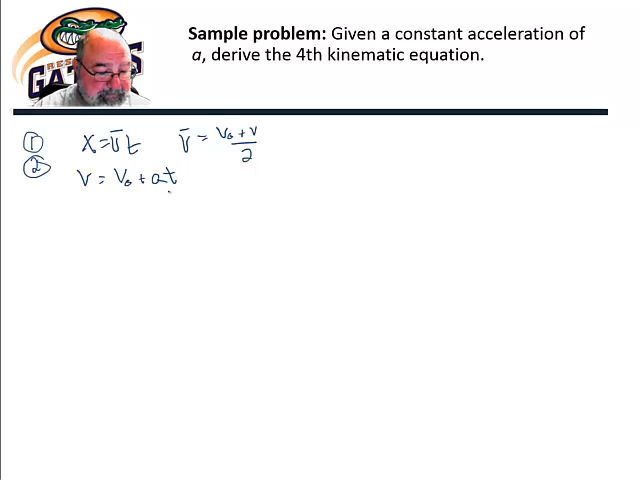 Sample problem: Given a constant acceleration of
a, derive the 4th kinematic equation.
① x = v̄t v̄ = (v₀ + v)/2
② v = v₀ + at